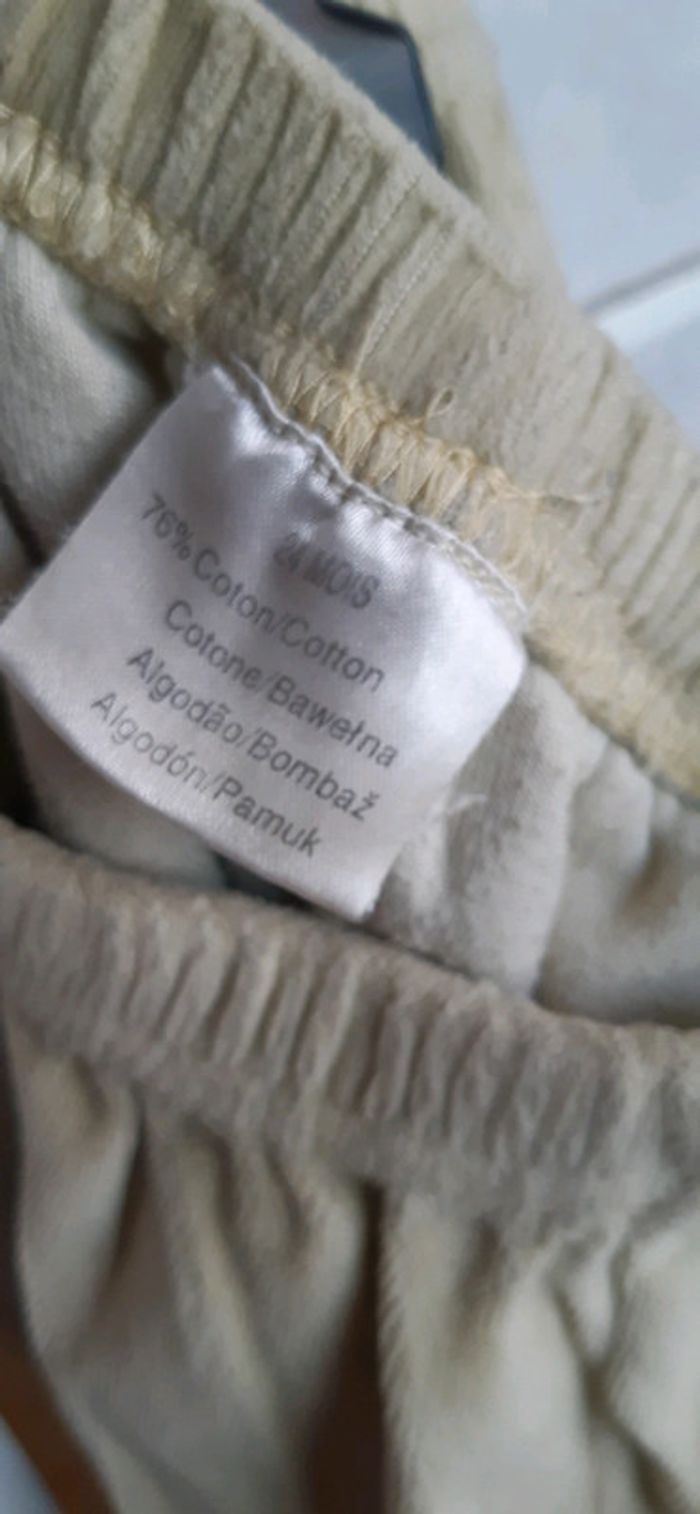 24 MOIS
76% Coton/Cotton
Cotone/Bawełna
Algodão/Bombaž
Algodón/Pamuk